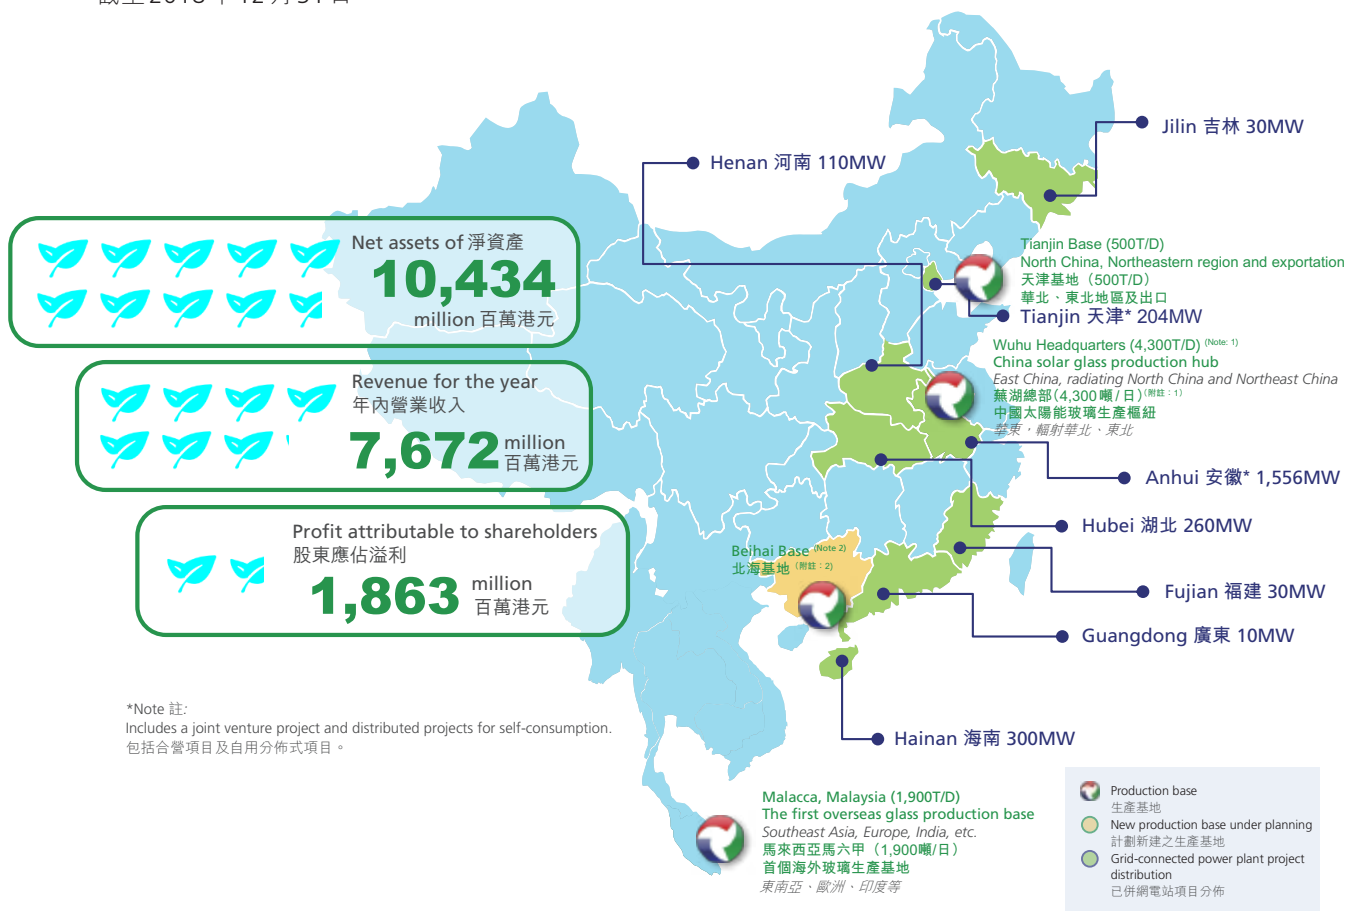 截至2018年12月31日
Jilin 吉林 30MW
Henan 河南 110MW
Net assets of 淨資產
10,434
million 百萬港元
Tianjin Base (500T/D)
North China, Northeastern region and exportation
天津基地（500T/D）
華北、東北地區及出口
Tianjin 天津* 204MW
Wuhu Headquarters (4,300T/D) (Note: 1)
China solar glass production hub
East China, radiating North China and Northeast China
蕪湖總部(4,300噸/日)(附註：1)
中國太陽能玻璃生產樞紐
華東，輻射華北、東北
Revenue for the year
年內營業收入
7,672 million
百萬港元
Anhui 安徽* 1,556MW
Hubei 湖北 260MW
Profit attributable to shareholders
股東應佔溢利
1,863 million
百萬港元
Beihai Base (Note 2)
北海基地（附註：2)
Fujian 福建 30MW
Guangdong 廣東 10MW
*Note 註:
Includes a joint venture project and distributed projects for self-consumption.
包括合營項目及自用分佈式項目。
Hainan 海南 300MW
Malacca, Malaysia (1,900T/D)
The first overseas glass production base
Southeast Asia, Europe, India, etc.
馬來西亞馬六甲（1,900噸/日）
首個海外玻璃生產基地
東南亞、歐洲、印度等
Production base
生產基地
New production base under planning
計劃新建之生產基地
Grid-connected power plant project
distribution
已併網電站項目分佈